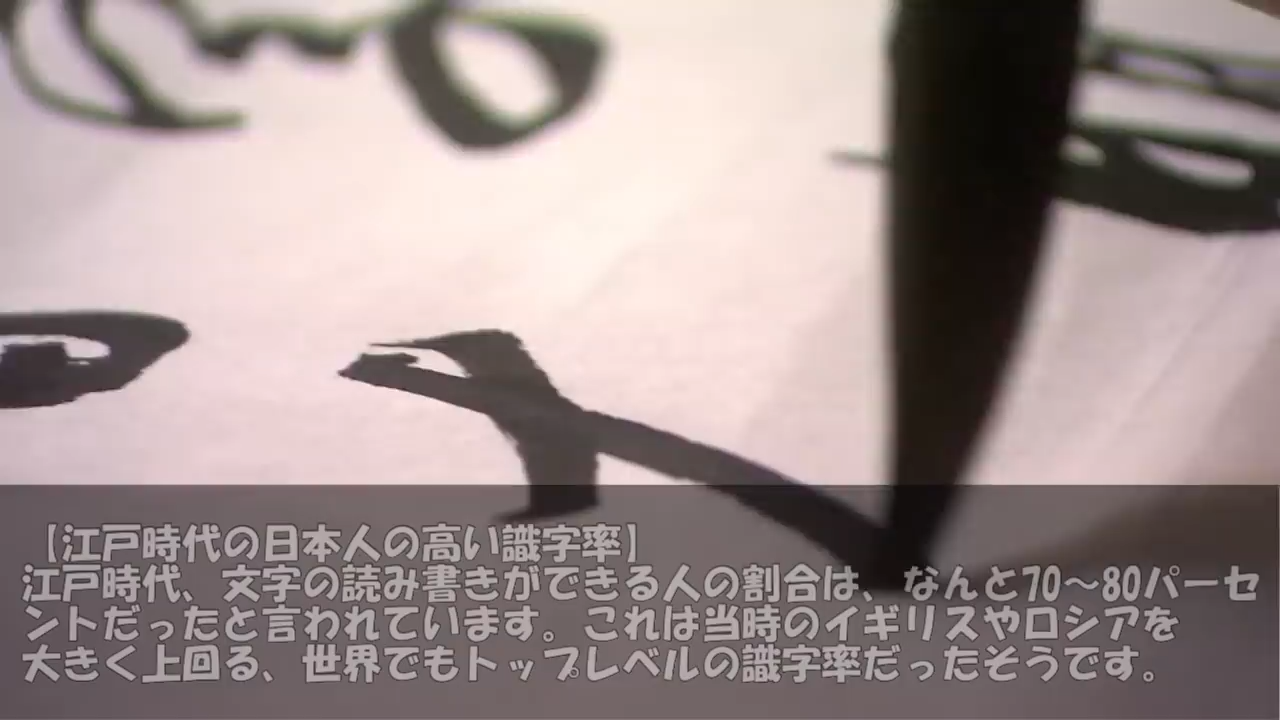 【江戸時代の日本人の高い識字率】
江戸時代、文字の読み書きができる人の割合は、なんと70～80パーセ
ントだったと言われています。これは当時のイギリスやロシアを
大きく上回る、世界でもトップレベルの識字率だったそうです。